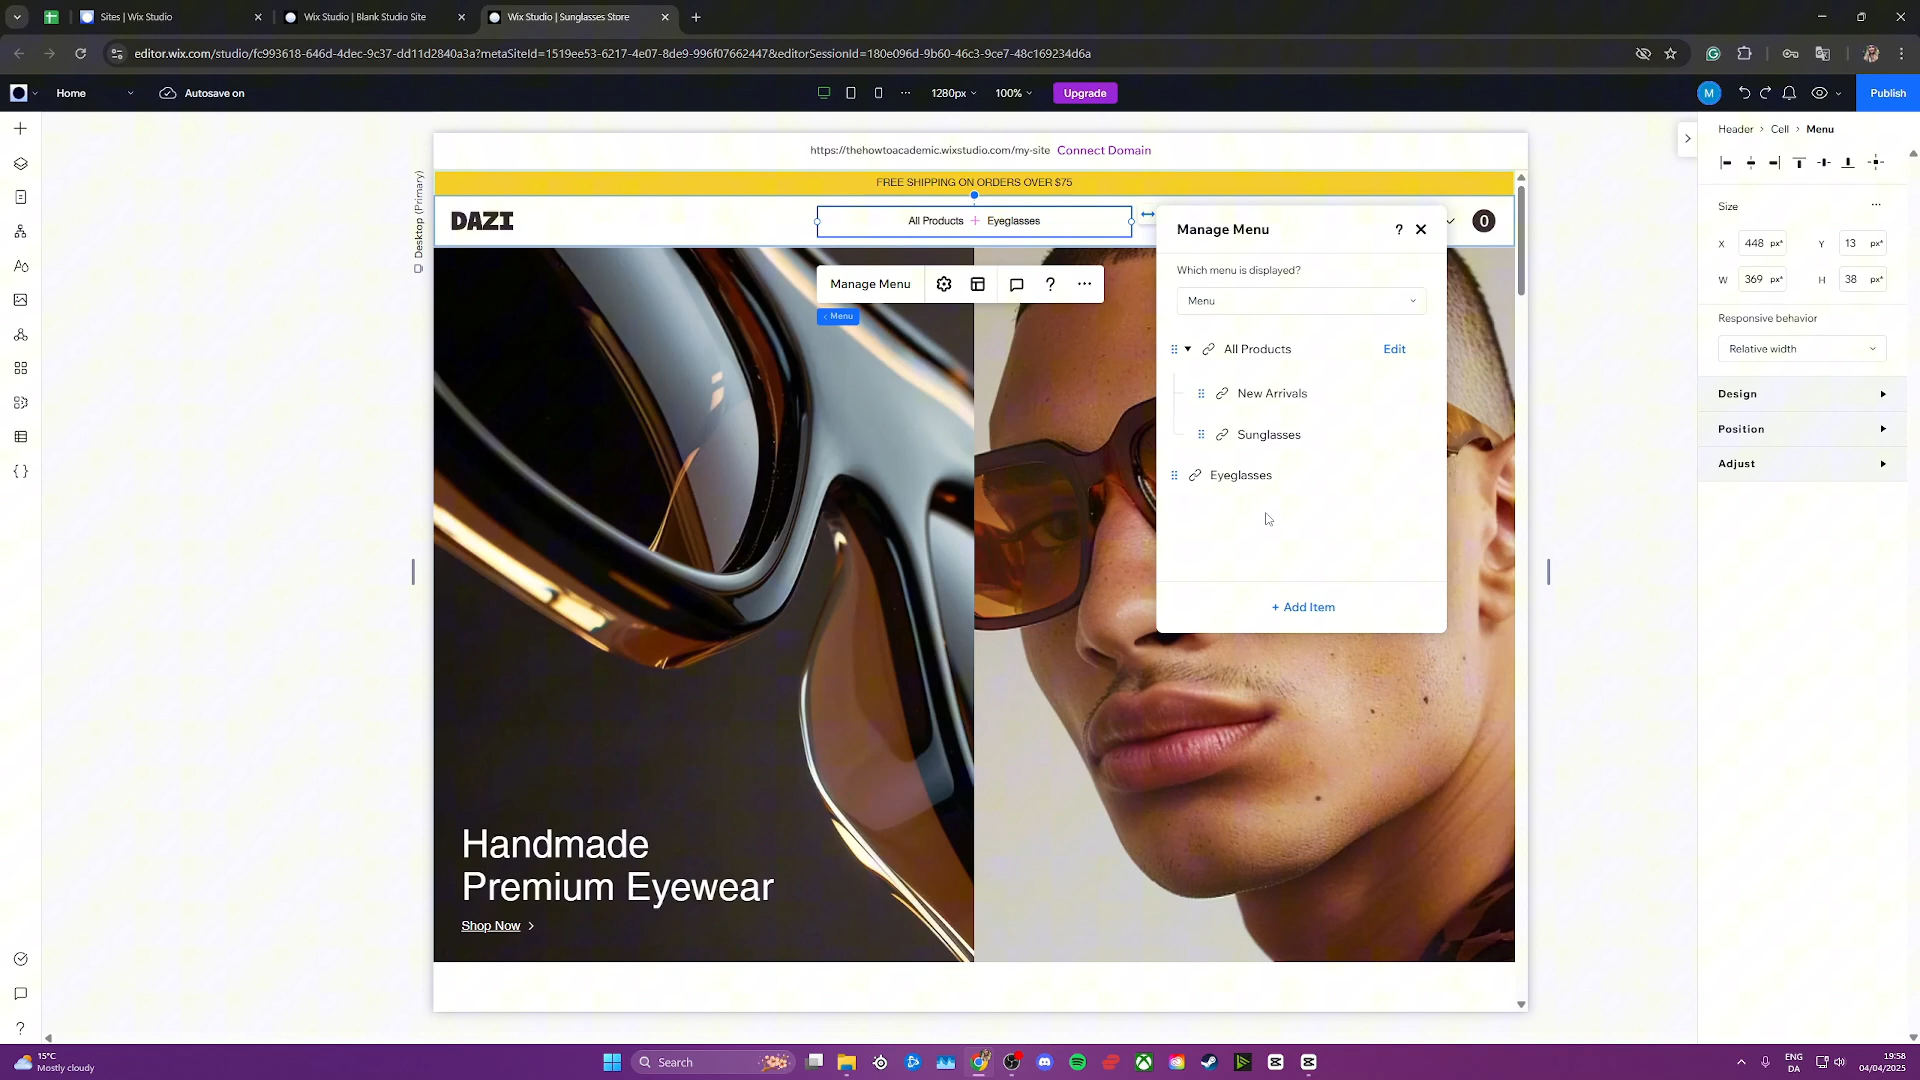 Sites | Wix Studio
Wix Studio | Blank Studio Site
Wix Studio | Sunglasses Store
editor.wix.com/studio/fc993618-646d-4dec-9c37-dd11d2840a3a?metaSiteId=1519ee53-6217-4e07-8de9-996f07662447&editorSessionId=180e096d-9b60-46c3-9ce7-48c169234d6a
Home
Autosave on
1280px
100%
Upgrade
M
Publish
https://thehowtoacademic.wixstudio.com/my-site Connect Domain
Desktop (Primary)
FREE SHIPPING ON ORDERS OVER $75
DAZI
All Products
Eyeglasses
0
Manage Menu
?
Menu
Manage Menu
?
Which menu is displayed?
Menu
All Products
Edit
New Arrivals
Sunglasses
Eyeglasses
+ Add Item
Handmade
Premium Eyewear
Shop Now
Header > Cell > Menu
Size
X 448 px* Y 13 px*
W 369 px* H 38 px*
Responsive behavior
Relative width
Design
Position
Adjust
15°C
Mostly cloudy
Search
ENG
DA
19:58
04/04/2025